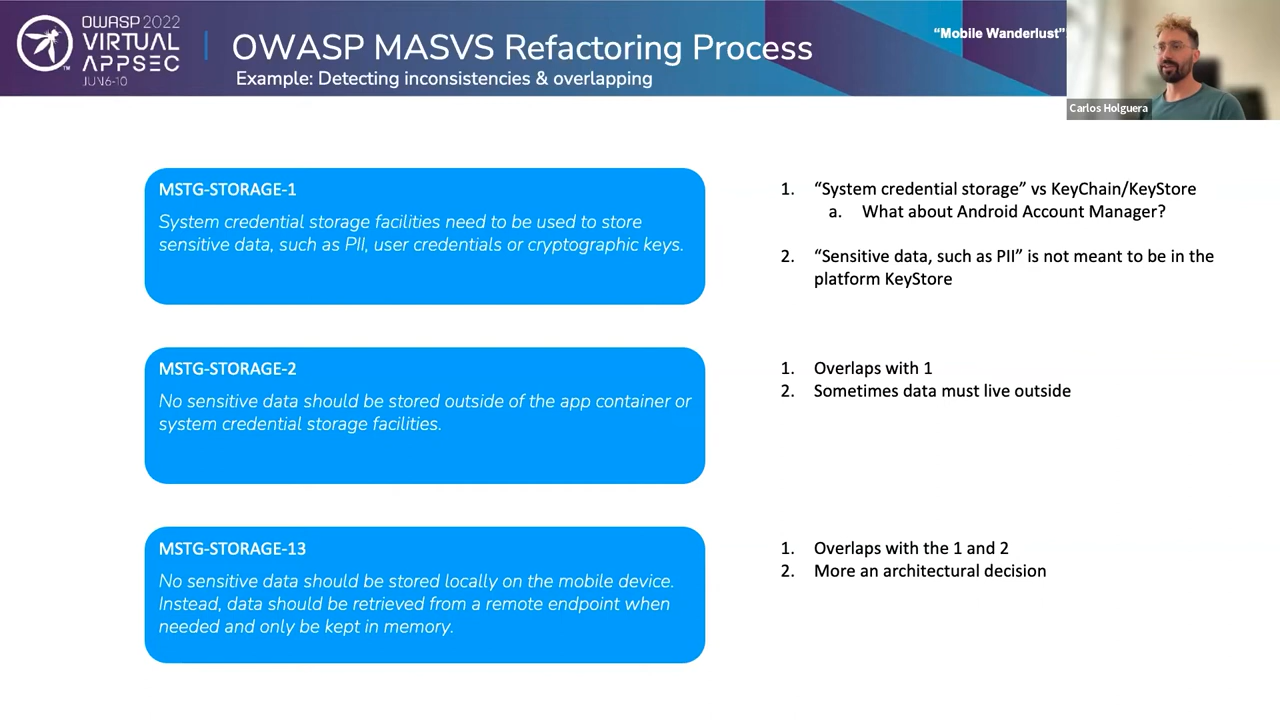 OWASP 2022
VIRTUAL
APPSEC
JUN6-10
OWASP MASVS Refactoring Process
Example: Detecting inconsistencies & overlapping
“Mobile Wanderlust”
Carlos Holguera
MSTG-STORAGE-1
System credential storage facilities need to be used to store
sensitive data, such as PII, user credentials or cryptographic keys.
1. “System credential storage” vs KeyChain/KeyStore
a. What about Android Account Manager?
2. “Sensitive data, such as PII” is not meant to be in the
platform KeyStore
MSTG-STORAGE-2
No sensitive data should be stored outside of the app container or
system credential storage facilities.
1. Overlaps with 1
2. Sometimes data must live outside
MSTG-STORAGE-13
No sensitive data should be stored locally on the mobile device.
Instead, data should be retrieved from a remote endpoint when
needed and only be kept in memory.
1. Overlaps with the 1 and 2
2. More an architectural decision